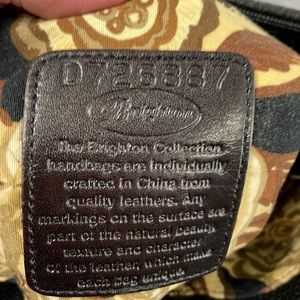 D726887
Brighton
The Brighton Collection
handbags are individually
crafted in China from
quality leathers. Any
markings on the surface are
part of the natural beauty,
texture and character
of the leather, which make
each bag unique.